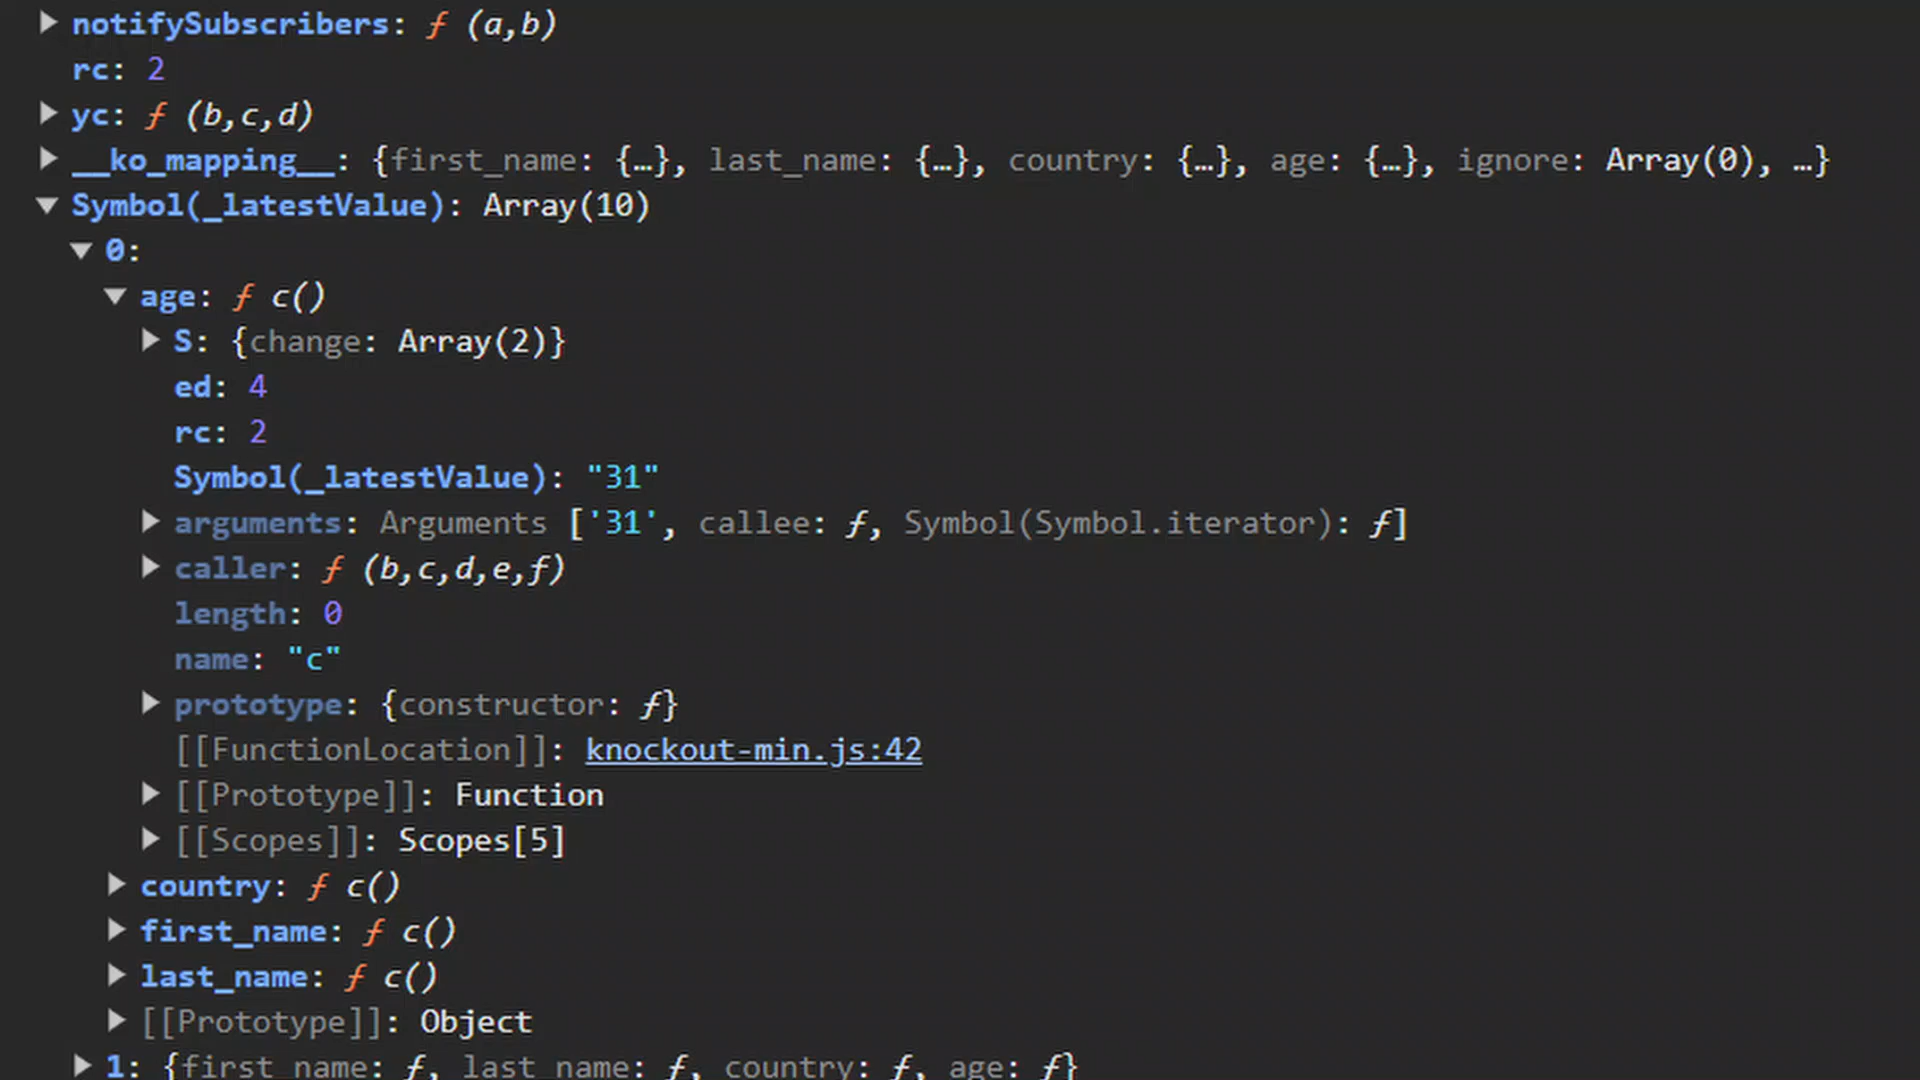 notifySubscribers: ƒ (a,b)
rc: 2
yc: ƒ (b,c,d)
__ko_mapping__: {first_name: {…}, last_name: {…}, country: {…}, age: {…}, ignore: Array(0), …}
Symbol(_latestValue): Array(10)
0:
age: ƒ c()
S: {change: Array(2)}
ed: 4
rc: 2
Symbol(_latestValue): "31"
arguments: Arguments ['31', callee: ƒ, Symbol(Symbol.iterator): ƒ]
caller: ƒ (b,c,d,e,f)
length: 0
name: "c"
prototype: {constructor: ƒ}
[[FunctionLocation]]: knockout-min.js:42
[[Prototype]]: Function
[[Scopes]]: Scopes[5]
country: ƒ c()
first_name: ƒ c()
last_name: ƒ c()
[[Prototype]]: Object
1: {first_name: ƒ, last_name: ƒ, country: ƒ, age: ƒ}